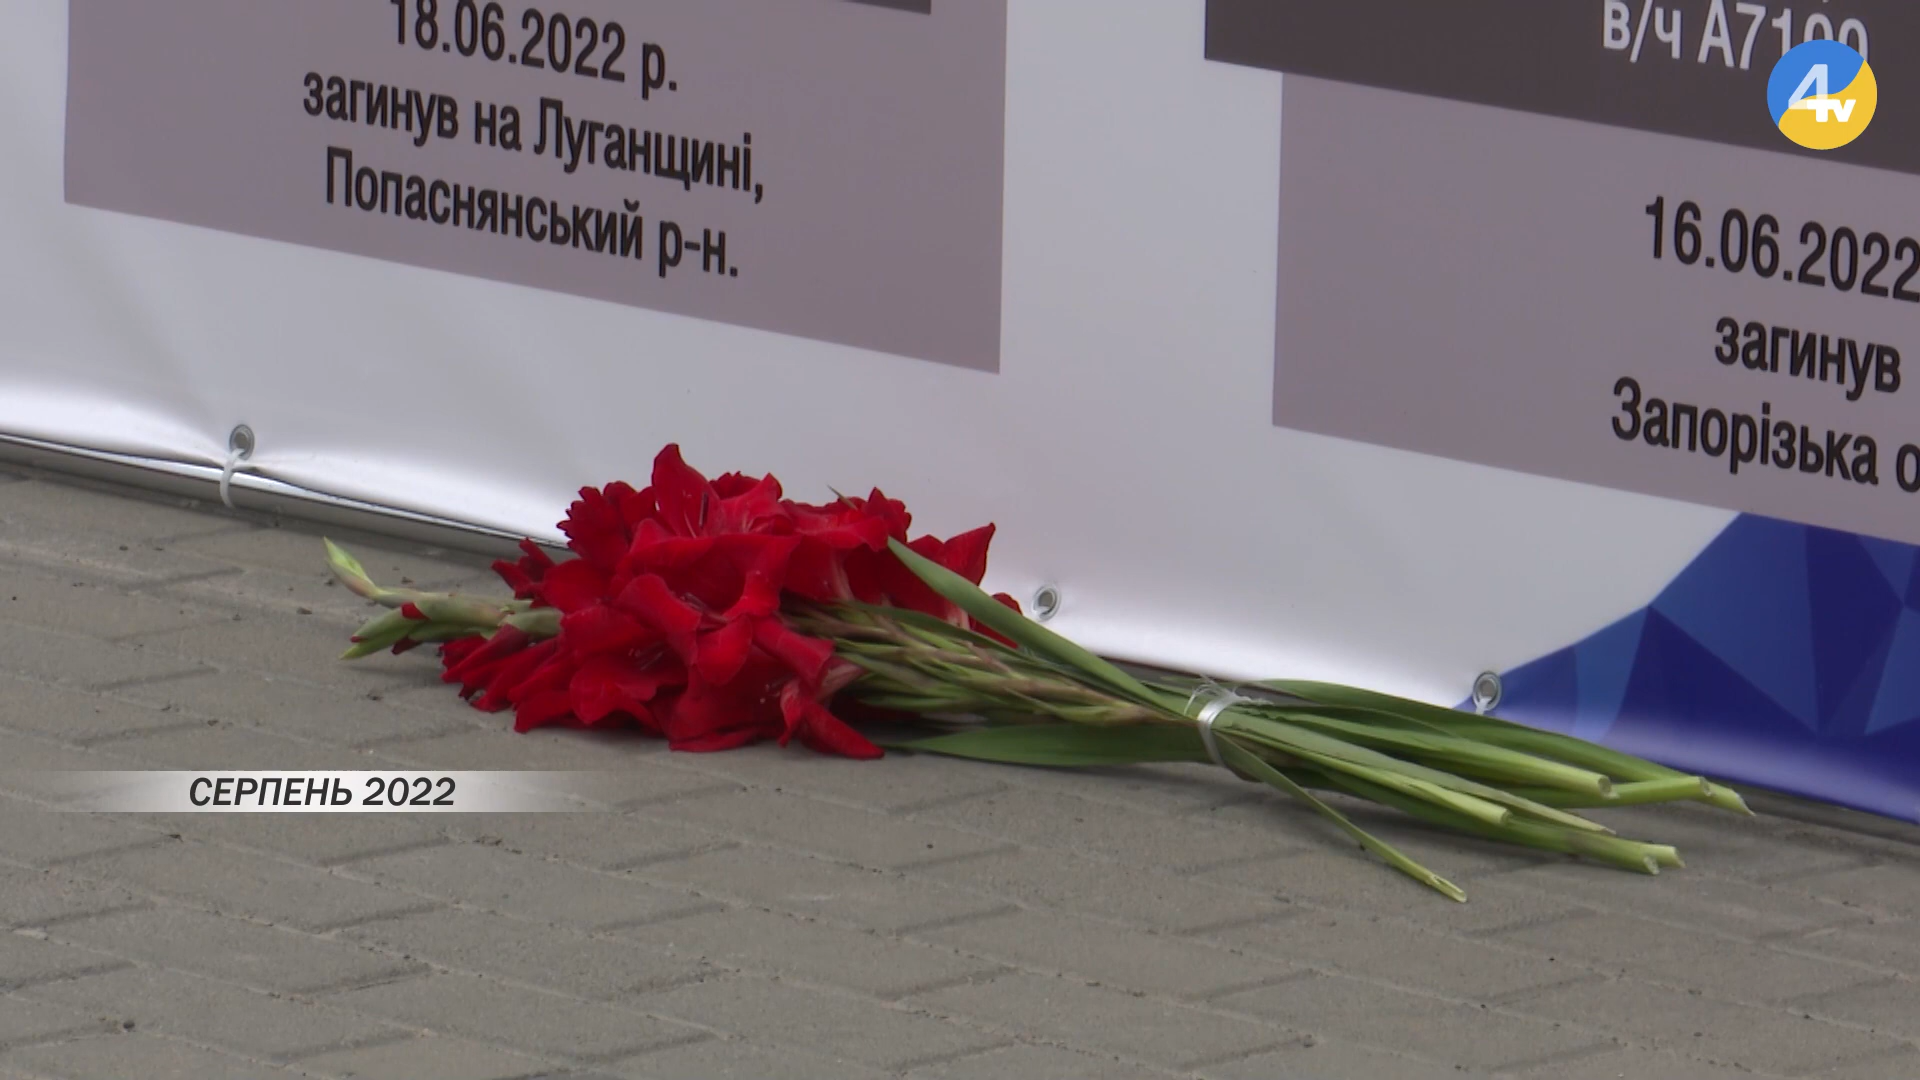 18.06.2022 р.
загинув на Луганщині,
Попаснянський р-н.
в/ч А7100
16.06.2022
загинув
Запорізька о
4tv
СЕРПЕНЬ 2022